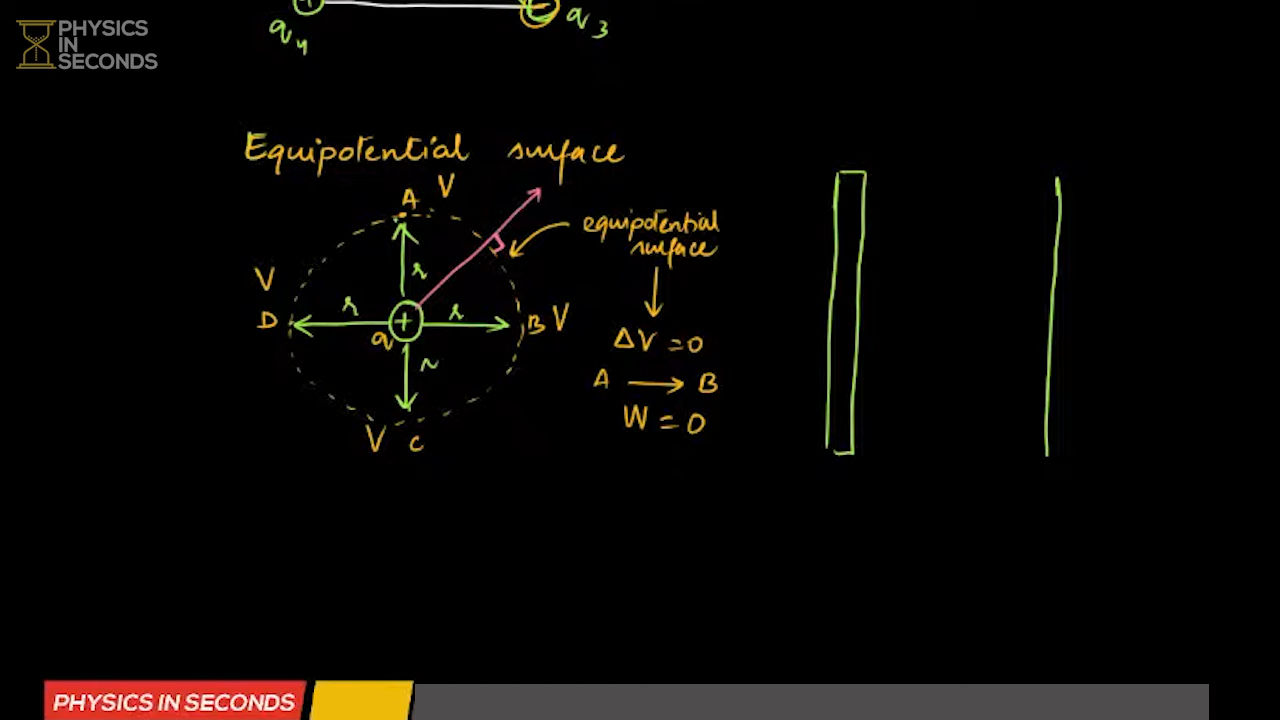 PHYSICS
IN
SECONDS
q4
q3
Equipotential surface
A V
equipotential
surface
r
V
D
r
r
B V
+
q
r
ΔV = 0
A → B
W = 0
V C
PHYSICS IN SECONDS